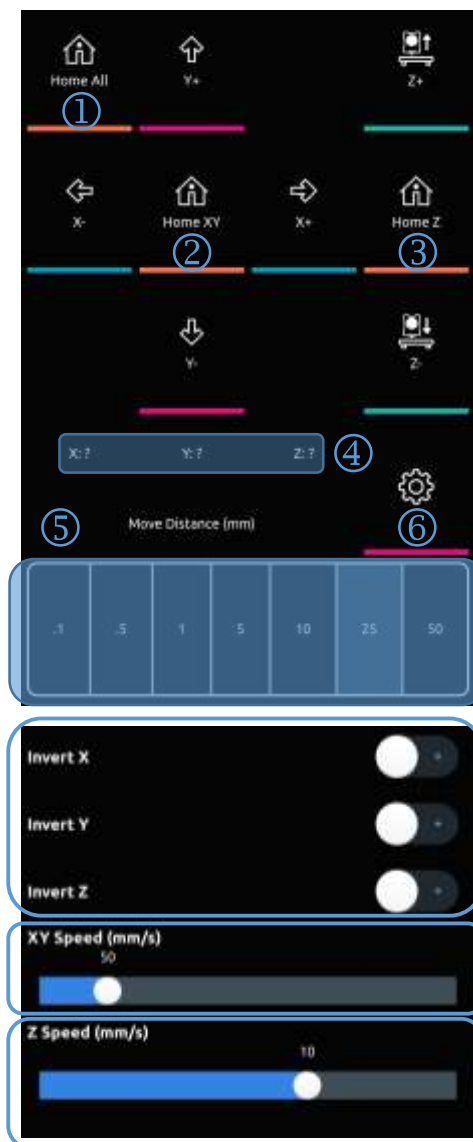 Home All
Y+
Z+
①
X-
Home XY
X+
Home Z
②
③
Y-
Z-
X: ?
Y: ?
Z: ?
④
⑤
Move Distance (mm)
⑥
.1
.5
1
5
10
25
50
Invert X
Invert Y
Invert Z
XY Speed (mm/s)
50
Z Speed (mm/s)
10